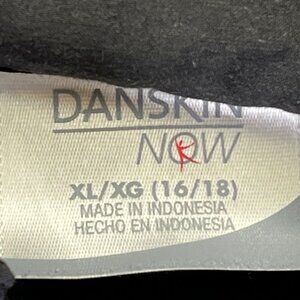 DANSKIN
NOW
XL/XG (16/18)
MADE IN INDONESIA
HECHO EN INDONESIA